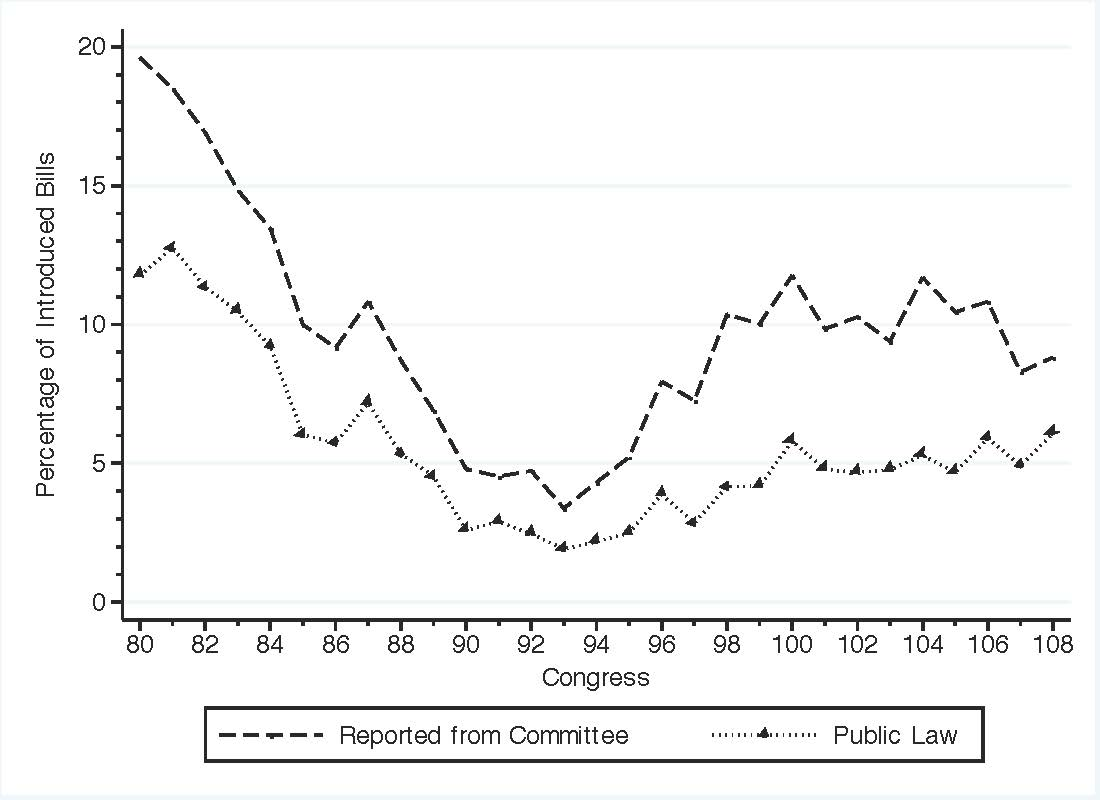 20
15
10
5
0
Percentage of Introduced Bills
80 82 84 86 88 90 92 94 96 98 100 102 104 106 108
Congress
Reported from Committee Public Law